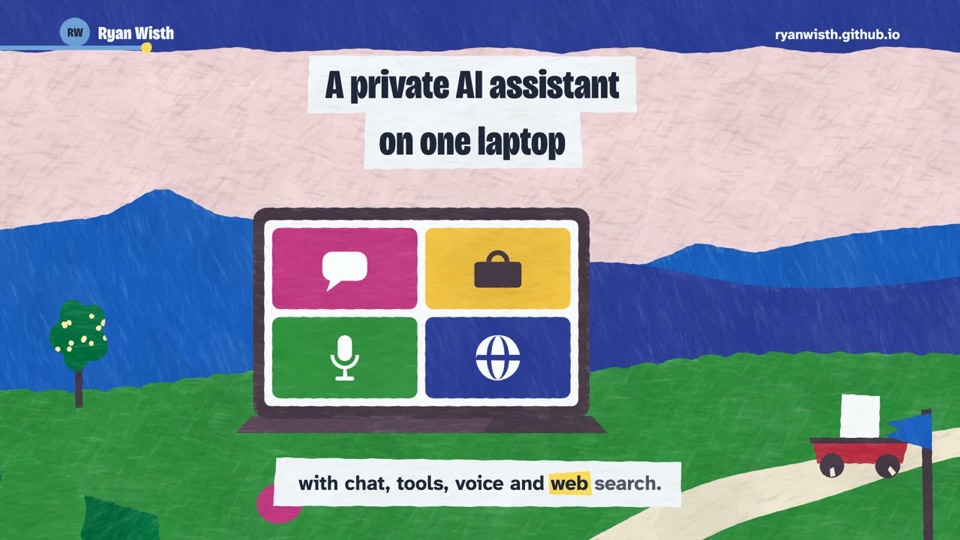 RW Ryan Wisth
ryanwisth.github.io
A private AI assistant
on one laptop
with chat, tools, voice and web search.